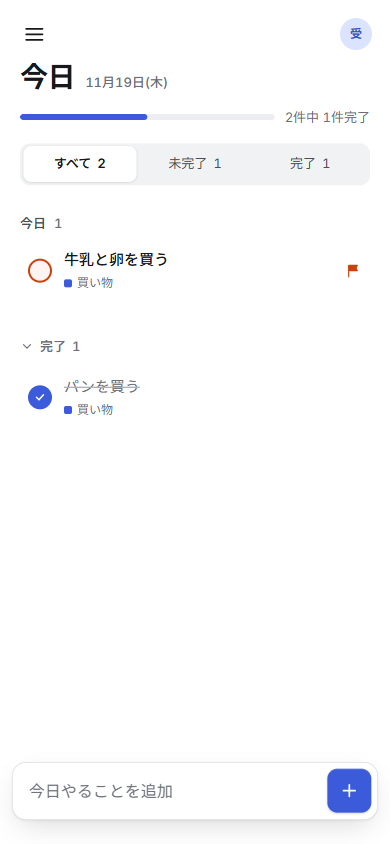 受
今日 11月19日(木)
2件中 1件完了
すべて 2 未完了 1 完了 1
今日 1
牛乳と卵を買う
買い物
完了 1
パンを買う
買い物
今日やることを追加